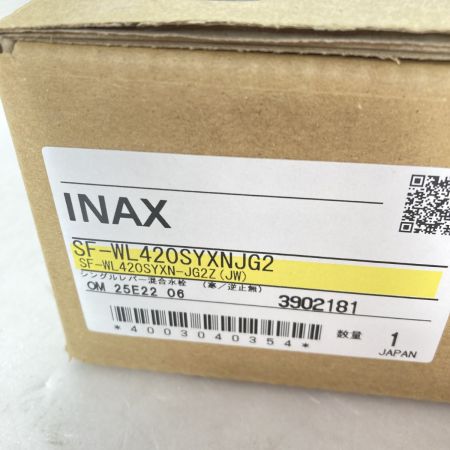 INAX
SF-WL420SYXNJG2
SF-WL420SYXN-JG2Z(JW)
シングルレバー混合水栓 (寒/逆止無)
OM 25E22 06 3902181
*4003040354*
数量 1
JAPAN